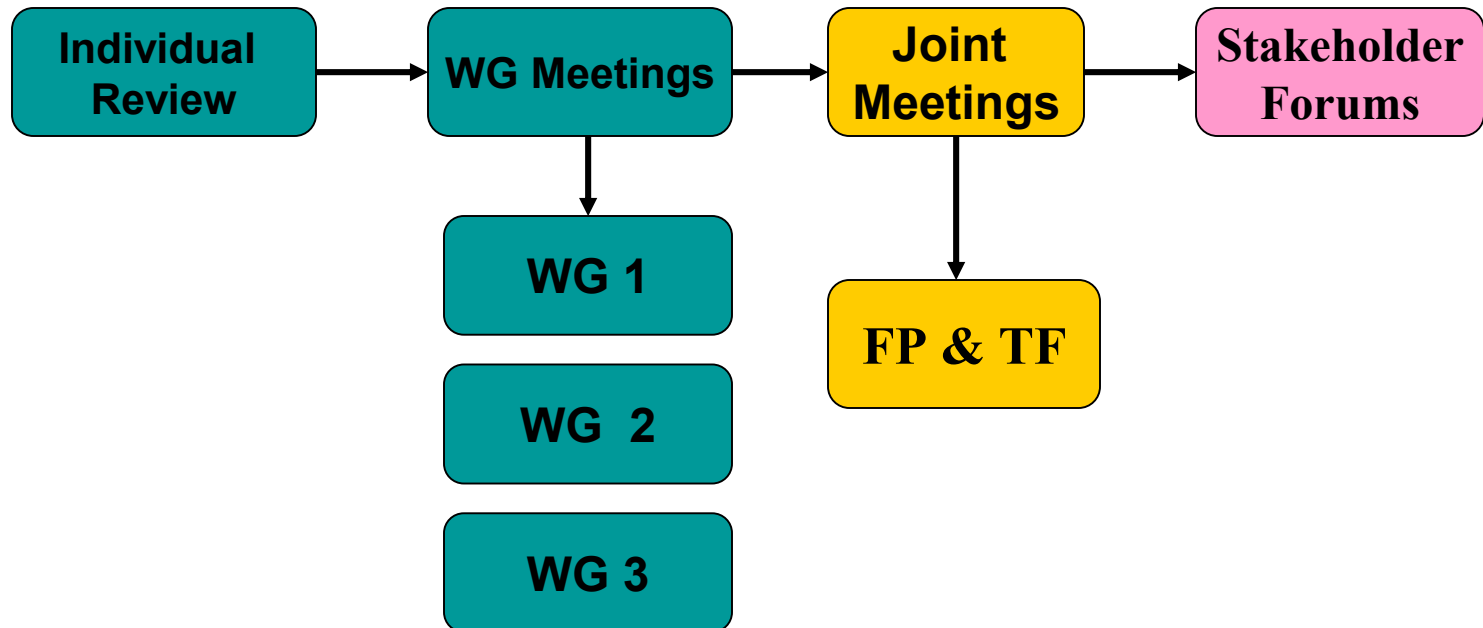 Individual
Review
WG Meetings
Joint
Meetings
Stakeholder
Forums
WG 1
FP & TF
WG  2
WG 3